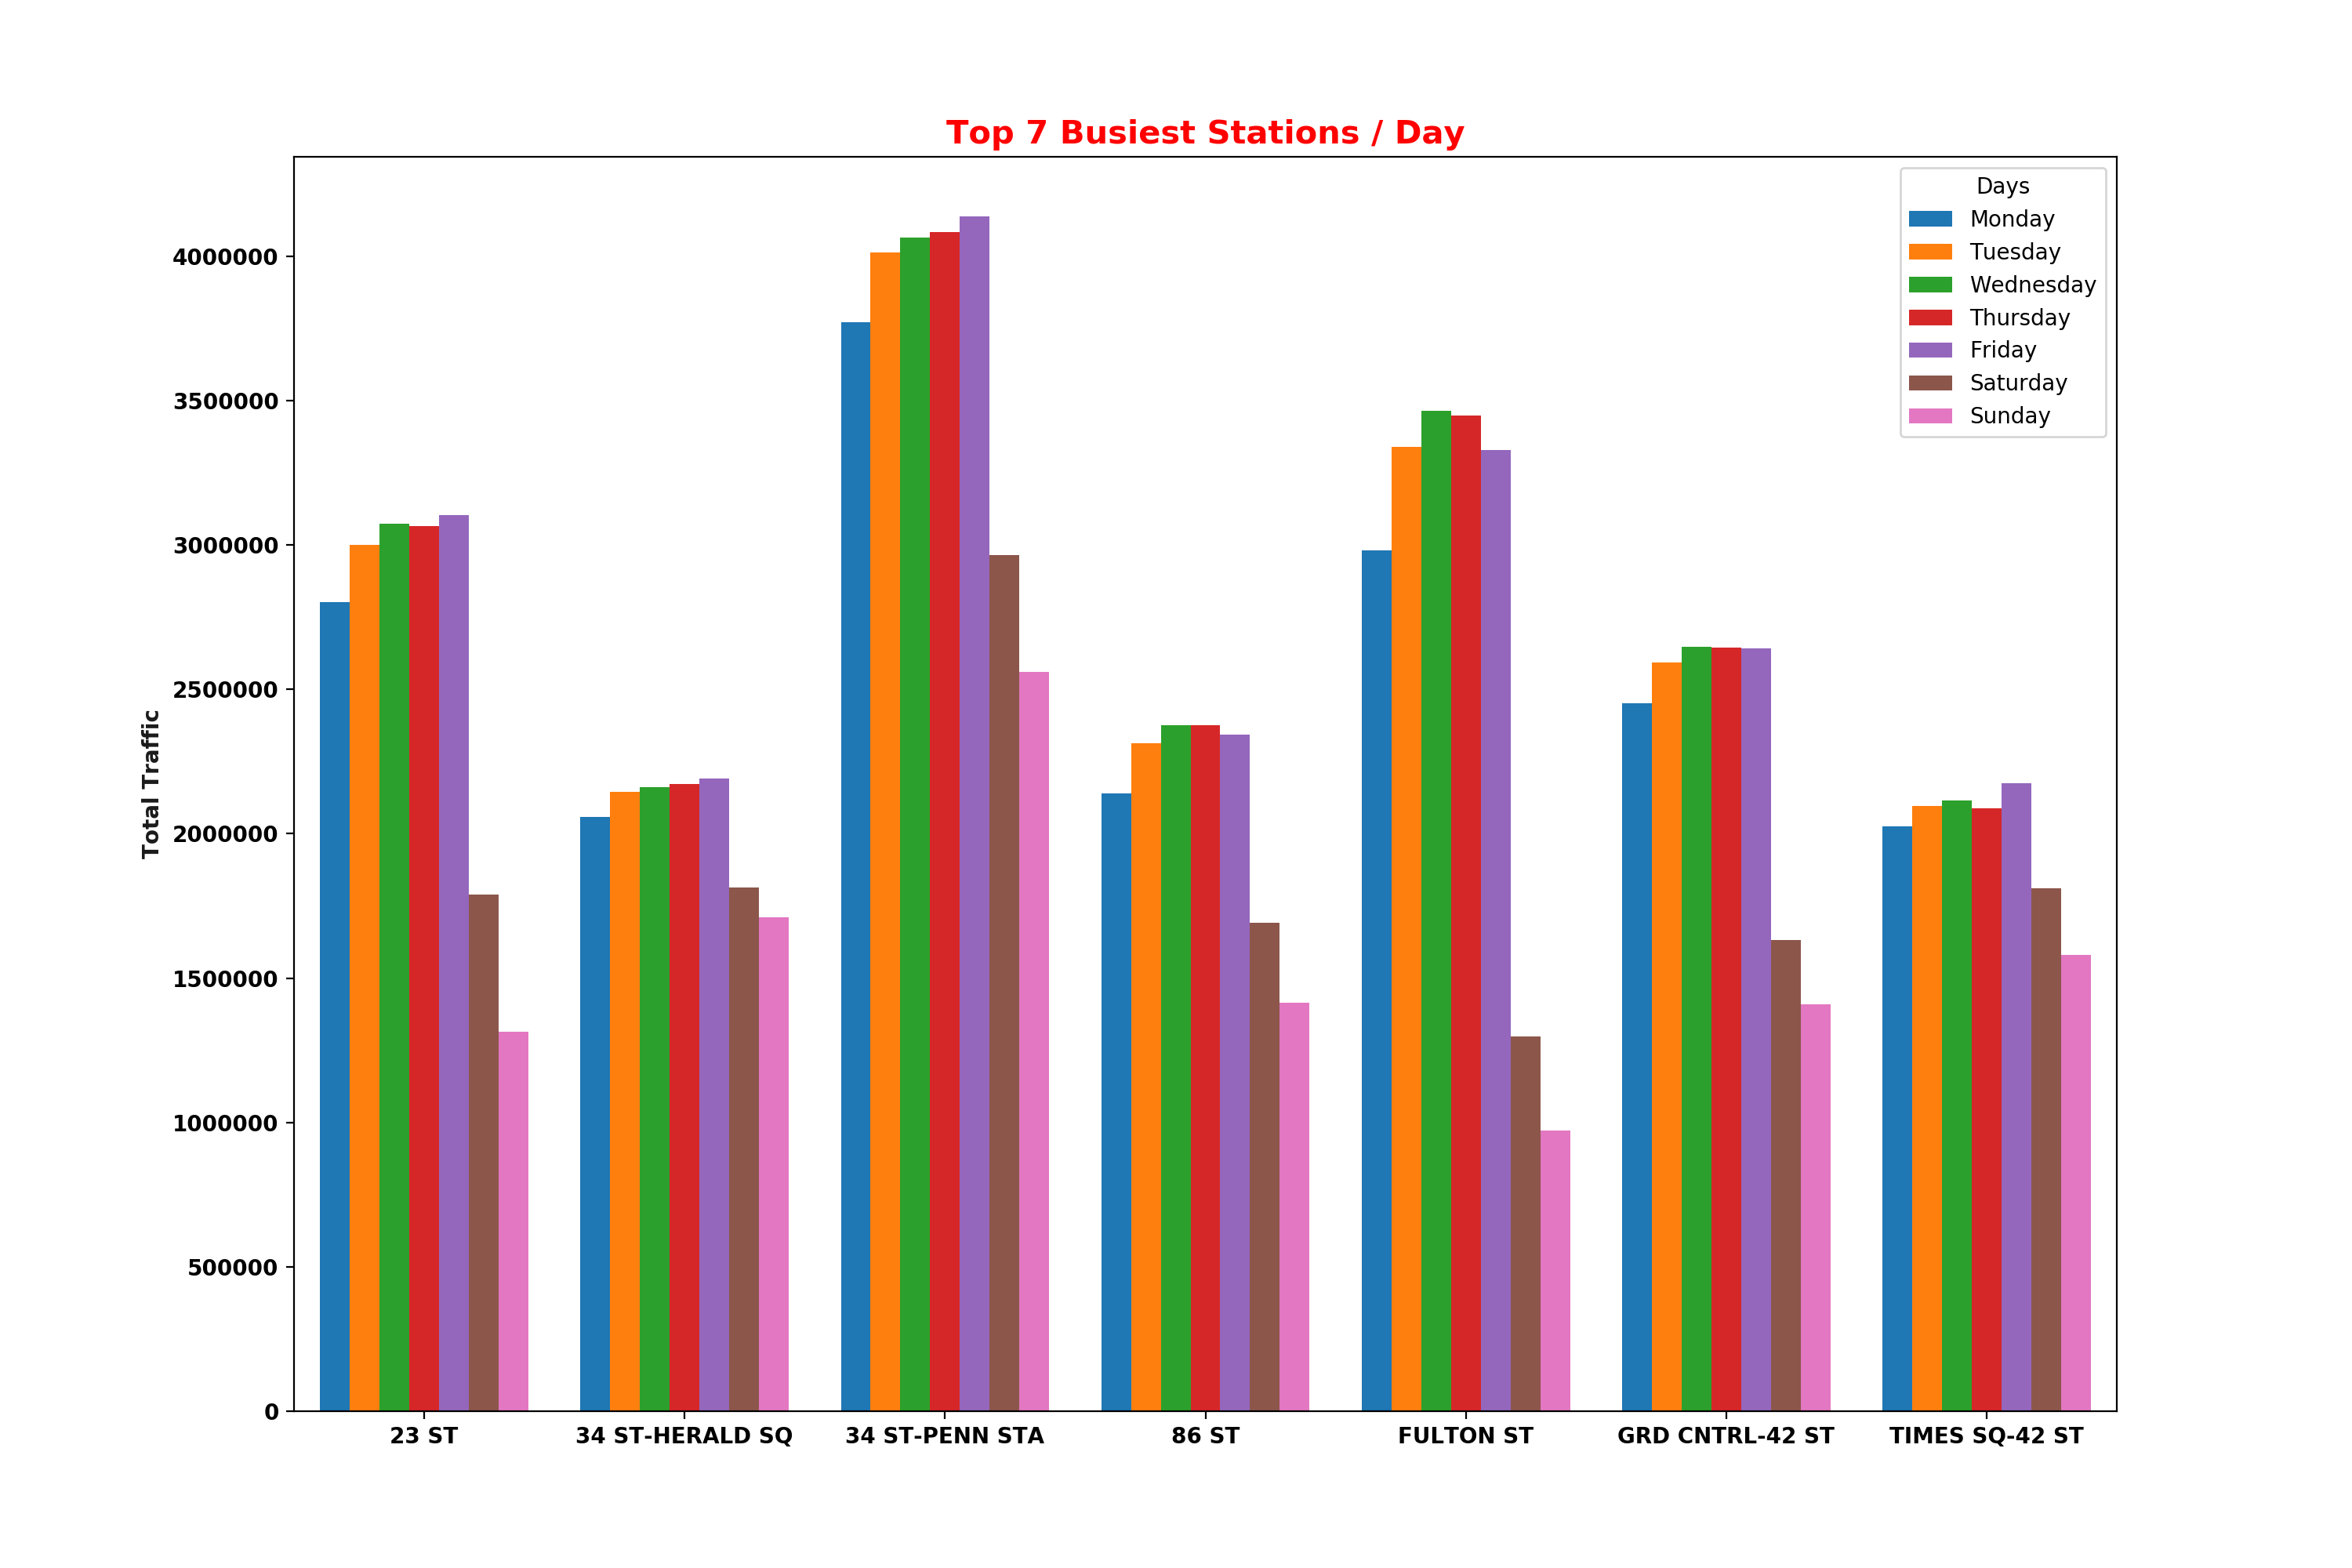 Top 7 Busiest Stations / Day
Days
Monday
Tuesday
Wednesday
Thursday
Friday
Saturday
Sunday
Total Traffic
4000000
3500000
3000000
2500000
2000000
1500000
1000000
500000
0
23 ST
34 ST-HERALD SQ
34 ST-PENN STA
86 ST
FULTON ST
GRD CNTRL-42 ST
TIMES SQ-42 ST